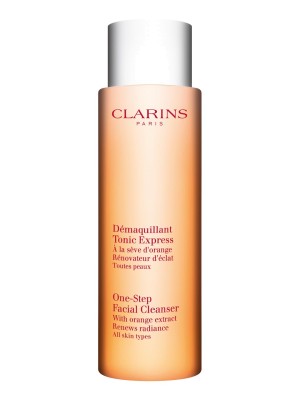 CLARINS
PARIS
Démaquillant
Tonic Express
À la sève d'orange
Rénovateur d'éclat
Toutes peaux
One-Step
Facial Cleanser
With orange extract
Renews radiance
All skin types